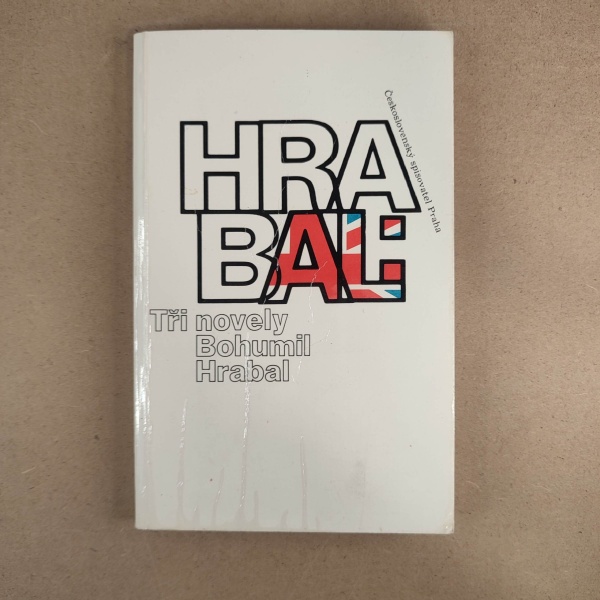 HRA
BAL:
Československý spisovatel Praha
Tři novely
Bohumil
Hrabal